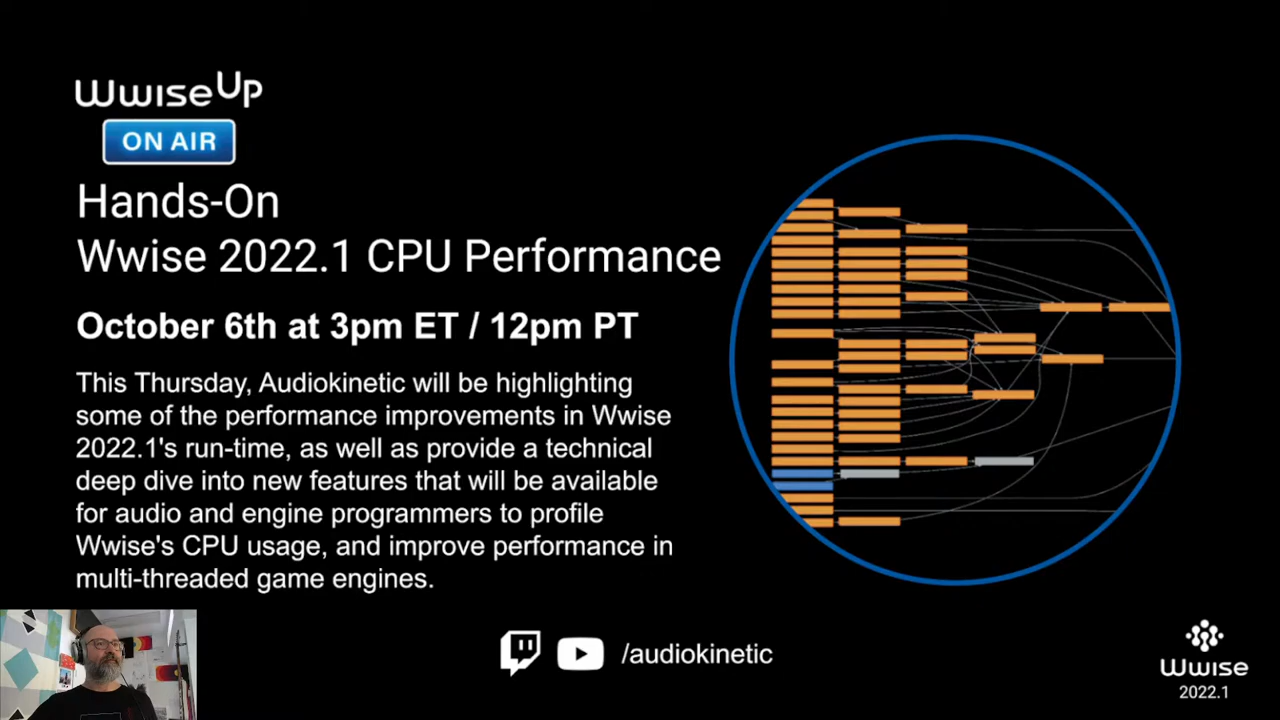 WwiseUp
ON AIR
Hands-On
Wwise 2022.1 CPU Performance
October 6th at 3pm ET / 12pm PT
This Thursday, Audiokinetic will be highlighting
some of the performance improvements in Wwise
2022.1's run-time, as well as provide a technical
deep dive into new features that will be available
for audio and engine programmers to profile
Wwise's CPU usage, and improve performance in
multi-threaded game engines.
/audiokinetic
Wwise
2022.1